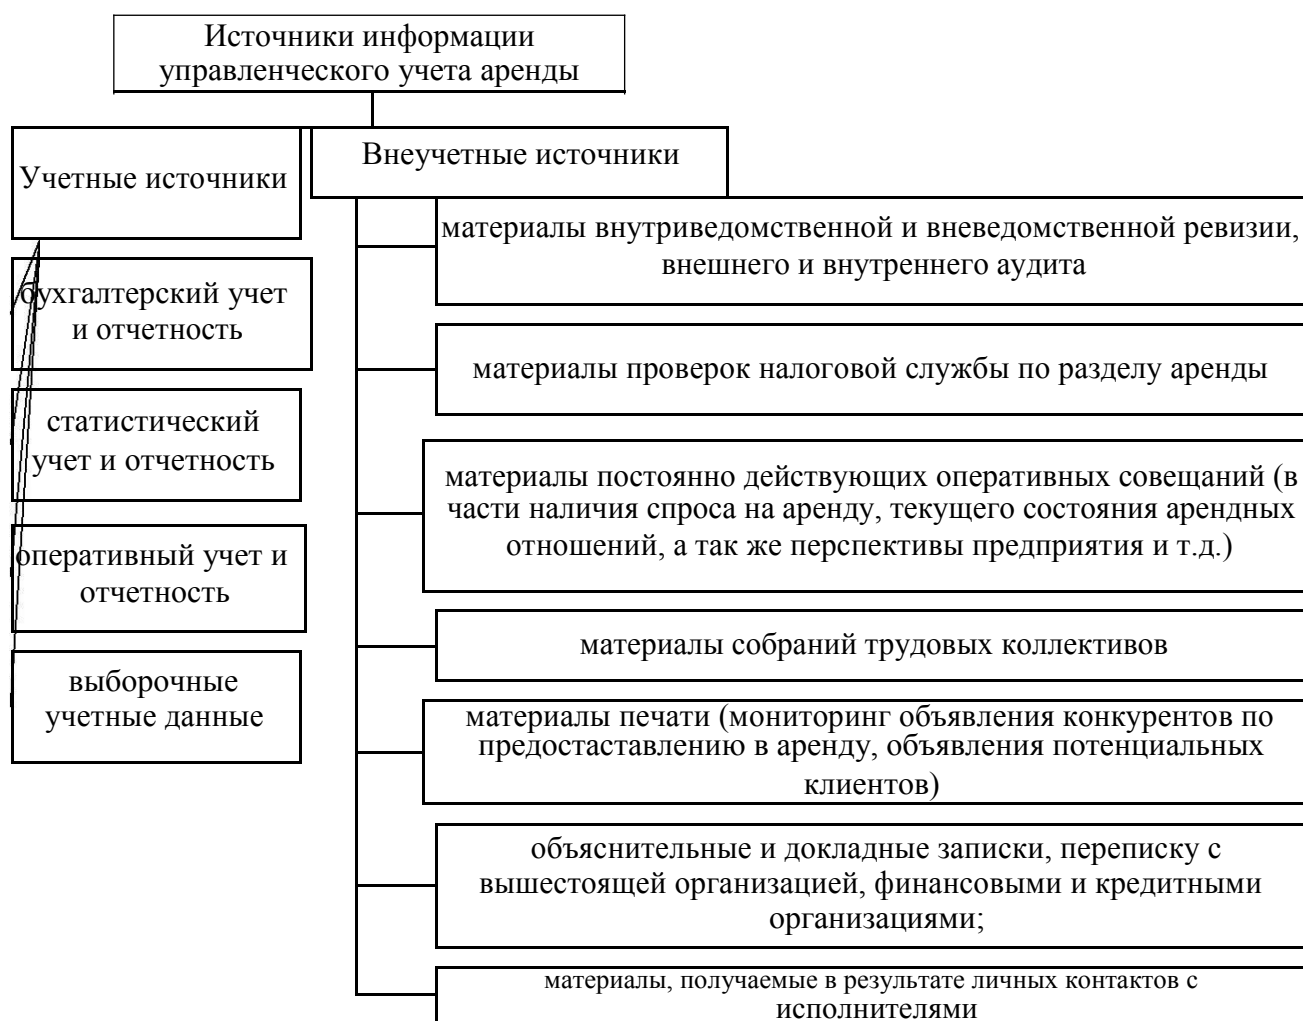 Источники информации
управленческого учета аренды
Учетные источники
бухгалтерский учет
и отчетность
статистический
учет и отчетность
оперативный учет и
отчетность
выборочные
учетные данные
Внеучетные источники
материалы внутриведомственной и вневедомственной ревизии,
внешнего и внутреннего аудита
материалы проверок налоговой службы по разделу аренды
материалы постоянно действующих оперативных совещаний (в
части наличия спроса на аренду, текущего состояния арендных
отношений, а так же перспективы предприятия и т.д.)
материалы собраний трудовых коллективов
материалы печати (мониторинг объявления конкурентов по
предостаставлению в аренду, объявления потенциальных
клиентов)
объяснительные и докладные записки, переписку с
вышестоящей организацией, финансовыми и кредитными
организациями;
материалы, получаемые в результате личных контактов с
исполнителями